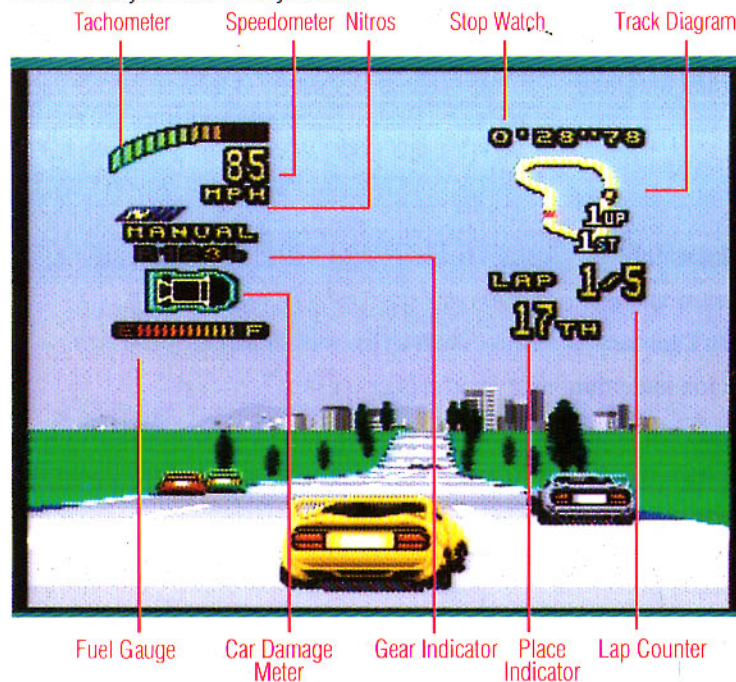 Tachometer Speedometer Nitros Stop Watch Track Diagram
0'28"78
85
MPH
MANUAL
1UP
1ST
LAP 1/5
17TH
E F
Fuel Gauge Car Damage Meter Gear Indicator Place Indicator Lap Counter